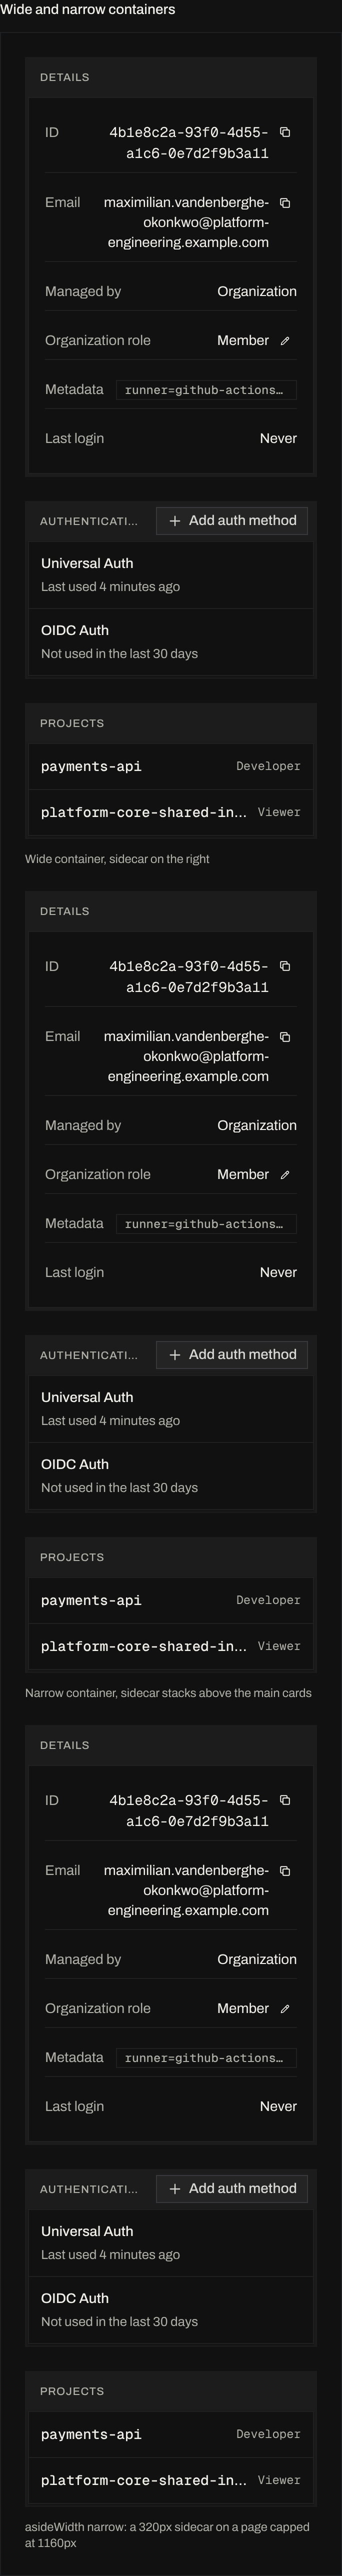 Wide and narrow containers
DETAILS
ID
4b1e8c2a-93f0-4d55-
a1c6-0e7d2f9b3a11
Email
maximilian.vandenberghe-
okonkwo@platform-
engineering.example.com
Managed by
Organization
Organization role
Member
Metadata
runner=github-actions…
Last login
Never
AUTHENTICATI…
Add auth method
Universal Auth
Last used 4 minutes ago
OIDC Auth
Not used in the last 30 days
PROJECTS
payments-api
Developer
platform-core-shared-in…
Viewer
Wide container, sidecar on the right
DETAILS
ID
4b1e8c2a-93f0-4d55-
a1c6-0e7d2f9b3a11
Email
maximilian.vandenberghe-
okonkwo@platform-
engineering.example.com
Managed by
Organization
Organization role
Member
Metadata
runner=github-actions…
Last login
Never
AUTHENTICATI…
Add auth method
Universal Auth
Last used 4 minutes ago
OIDC Auth
Not used in the last 30 days
PROJECTS
payments-api
Developer
platform-core-shared-in…
Viewer
Narrow container, sidecar stacks above the main cards
DETAILS
ID
4b1e8c2a-93f0-4d55-
a1c6-0e7d2f9b3a11
Email
maximilian.vandenberghe-
okonkwo@platform-
engineering.example.com
Managed by
Organization
Organization role
Member
Metadata
runner=github-actions…
Last login
Never
AUTHENTICATI…
Add auth method
Universal Auth
Last used 4 minutes ago
OIDC Auth
Not used in the last 30 days
PROJECTS
payments-api
Developer
platform-core-shared-in…
Viewer
asideWidth narrow: a 320px sidecar on a page capped
at 1160px